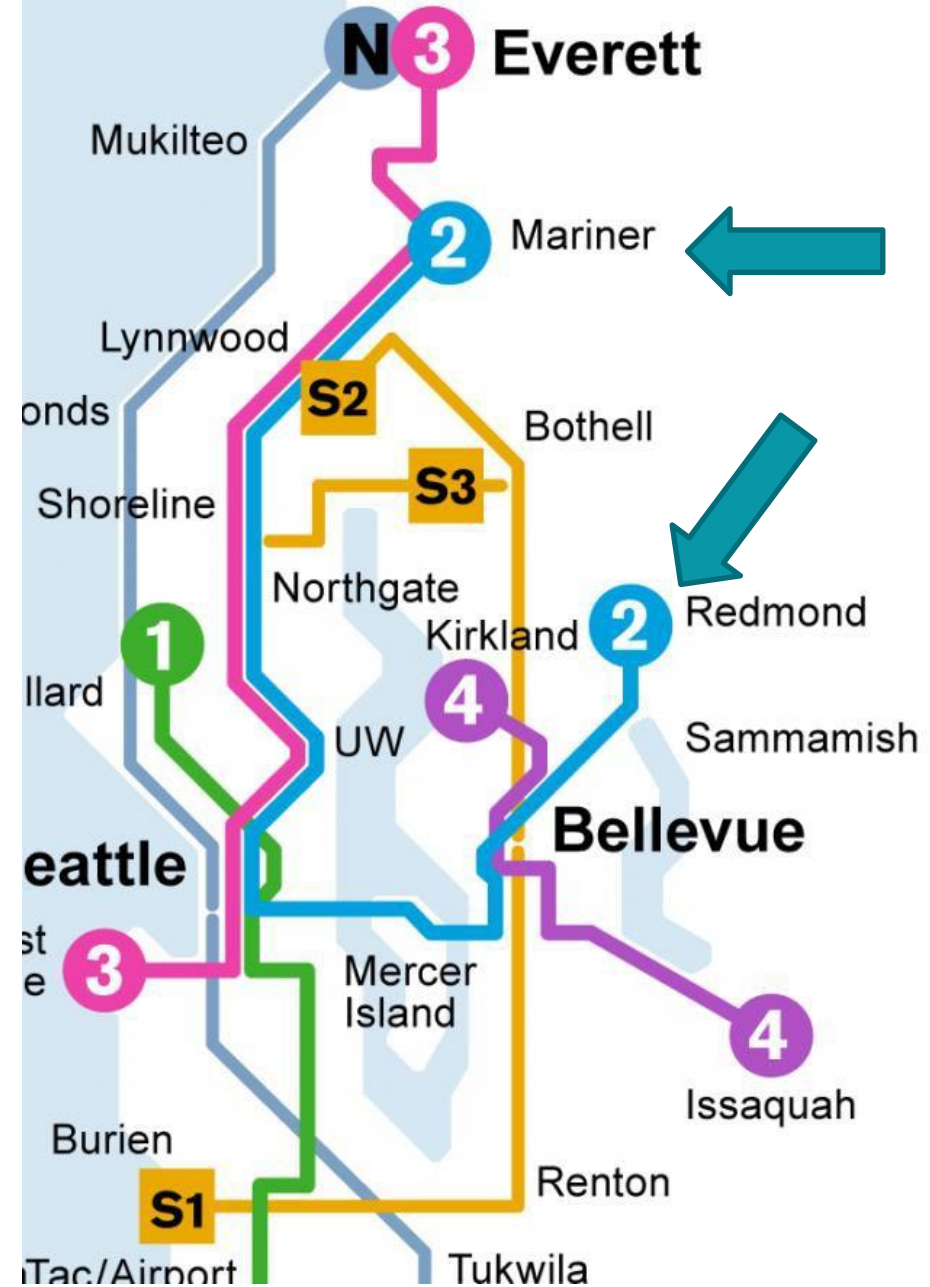 N 3 Everett
Mukilteo
2 Mariner
Lynnwood
S2
onds
Bothell
S3
Shoreline
Northgate
1
Kirkland 2 Redmond
llard
4
UW
Sammamish
Bellevue
eattle
st
e
3
Mercer
Island
4
Issaquah
Burien
Renton
S1
Tac/Airport
Tukwila